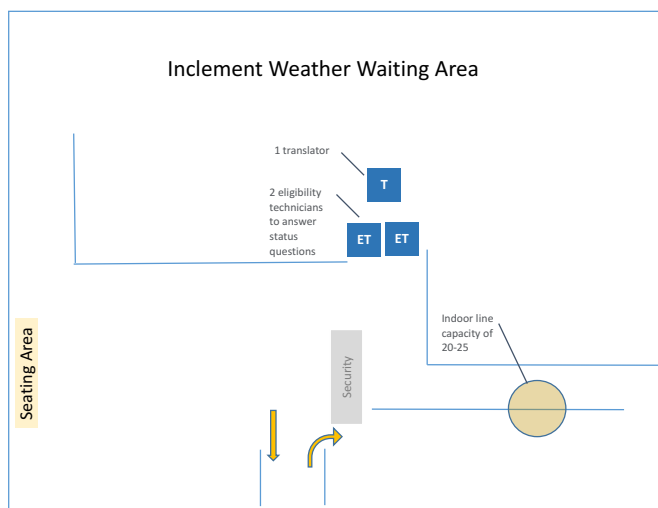 Inclement Weather Waiting Area
1 translator
T
2 eligibility
technicians
to answer
status
questions
ET
ET
Indoor line
capacity of
20-25
Seating Area
Security